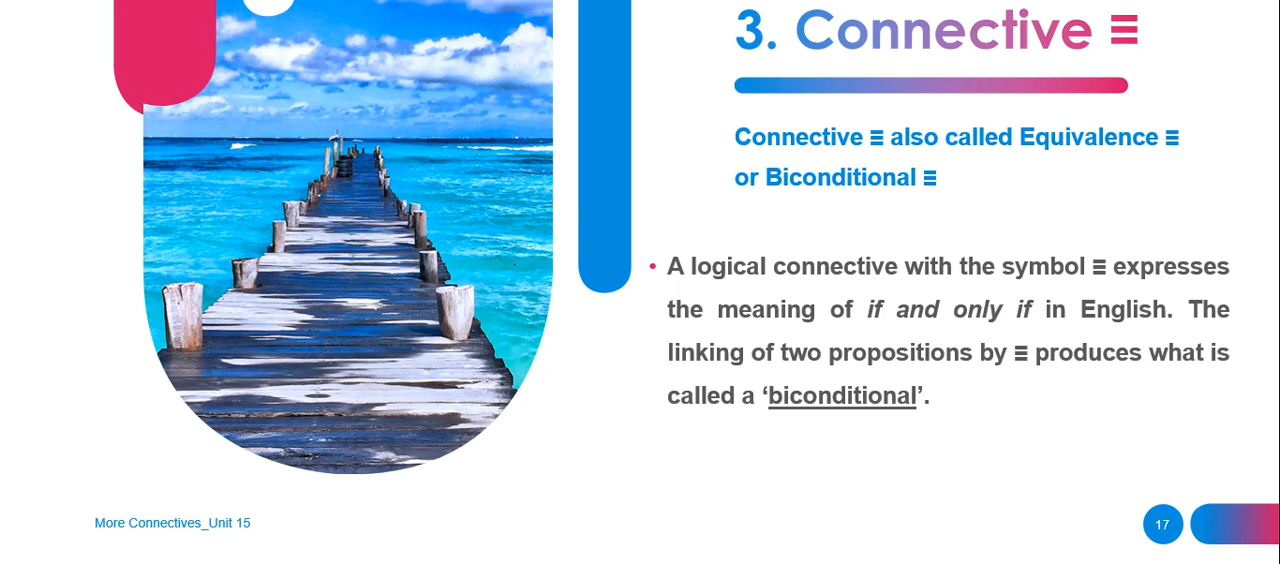 3. Connective ≡
Connective ≡ also called Equivalence ≡
or Biconditional ≡
• A logical connective with the symbol ≡ expresses
the meaning of if and only if in English. The
linking of two propositions by ≡ produces what is
called a ‘biconditional’.
More Connectives_Unit 15
17